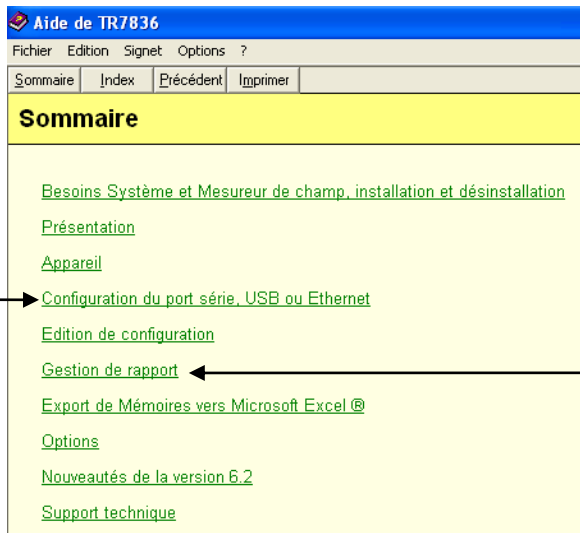 Aide de TR7836
Fichier Edition Signet Options ?
Sommaire Index Précédent Imprimer
Sommaire
Besoins Système et Mesureur de champ, installation et désinstallation
Présentation
Appareil
Configuration du port série, USB ou Ethernet
Edition de configuration
Gestion de rapport
Export de Mémoires vers Microsoft Excel ®
Options
Nouveautés de la version 6.2
Support technique